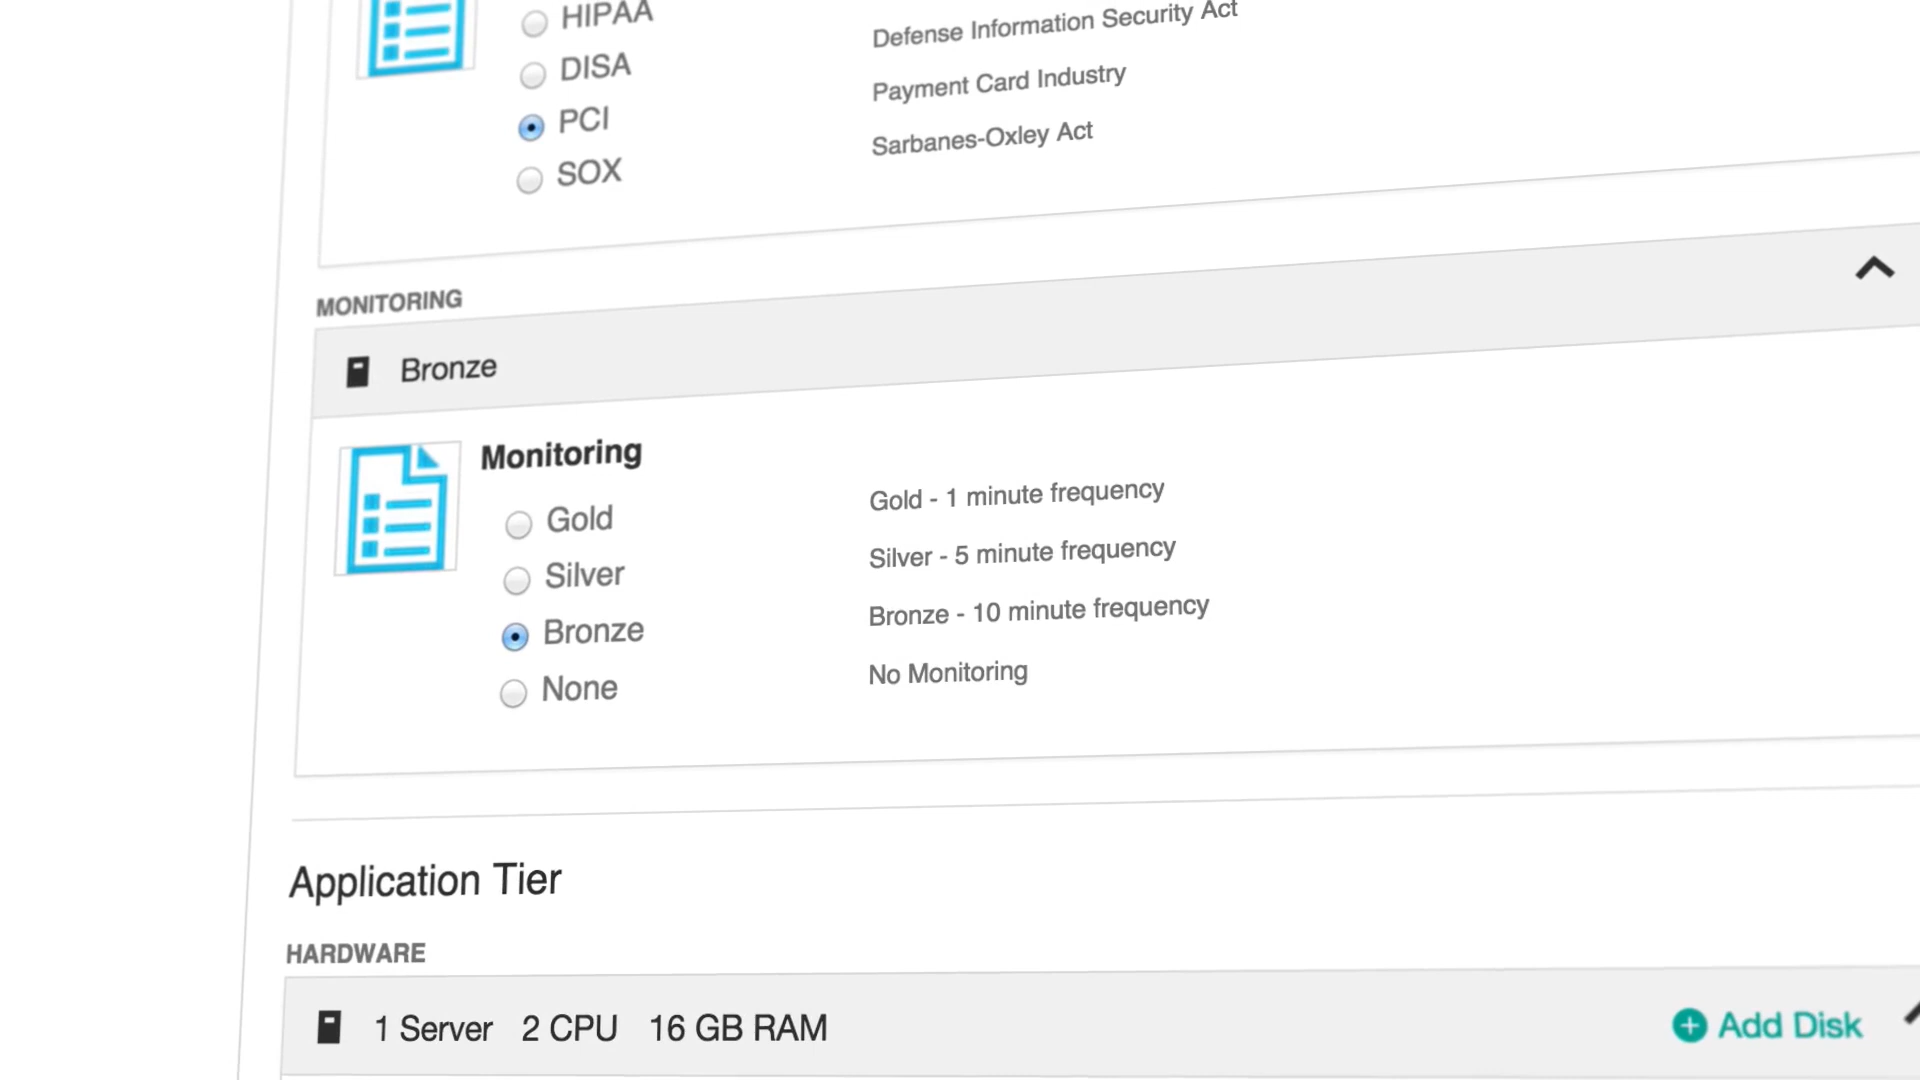 HIPAA
Defense Information Security Act
DISA
Payment Card Industry
PCI
Sarbanes-Oxley Act
SOX
MONITORING
Bronze
Monitoring
Gold
Gold - 1 minute frequency
Silver
Silver - 5 minute frequency
Bronze
Bronze - 10 minute frequency
None
No Monitoring
Application Tier
HARDWARE
1 Server 2 CPU 16 GB RAM
Add Disk